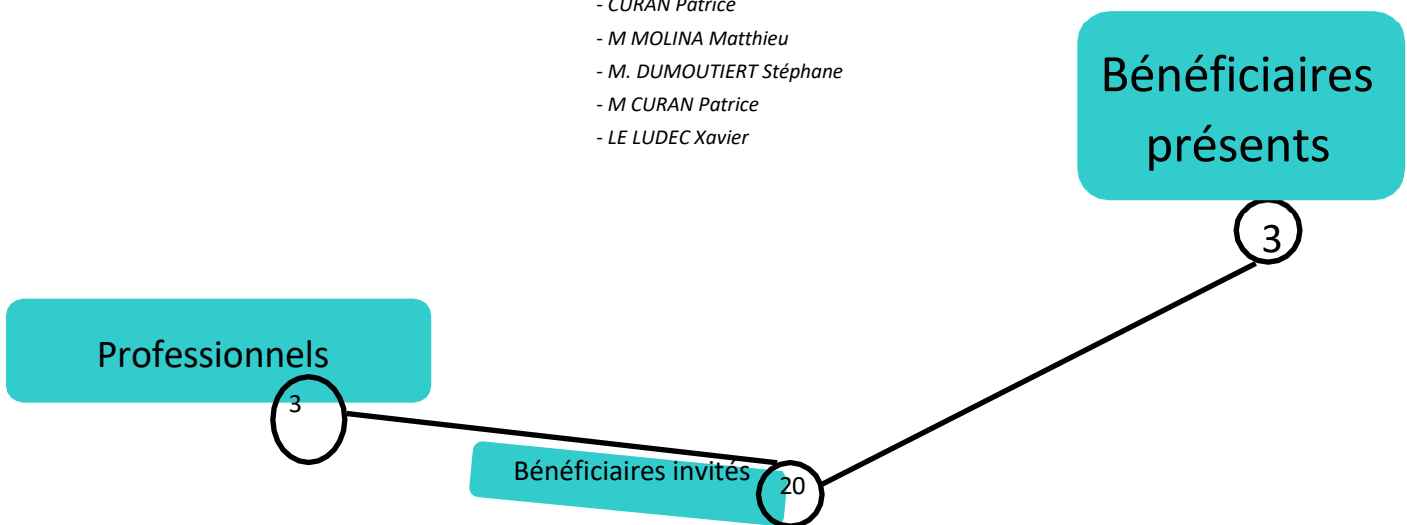 - CURAN Patrice
- M MOLINA Matthieu
- M. DUMOUTIERT Stéphane
- M CURAN Patrice
- LE LUDEC Xavier
Bénéficiaires
présents
3
Professionnels
3
Bénéficiaires invités
20